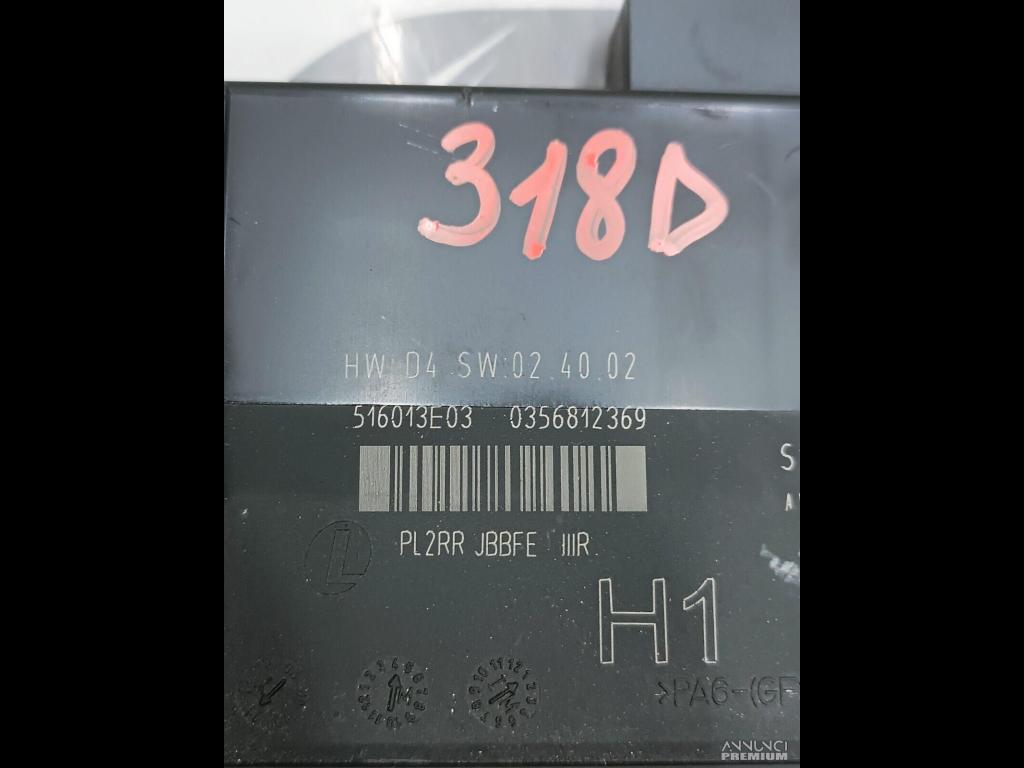 318D
HW D4 SW 02.40.02
516013E03 0356812369
PL2RR JBBFE IIIR
H1
>PA6-(GF
ANNUNCI
PREMIUM